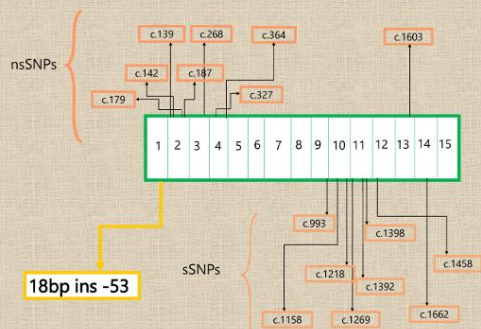 c.139 c.268 c.364 c.1603
nsSNPs
c.142 c.187
c.179 c.327
1 2 3 4 5 6 7 8 9 10 11 12 13 14 15
c.993
c.1398
sSNPs
c.1218
c.1458
18bp ins -53
c.1392
c.1158 c.1269 c.1662